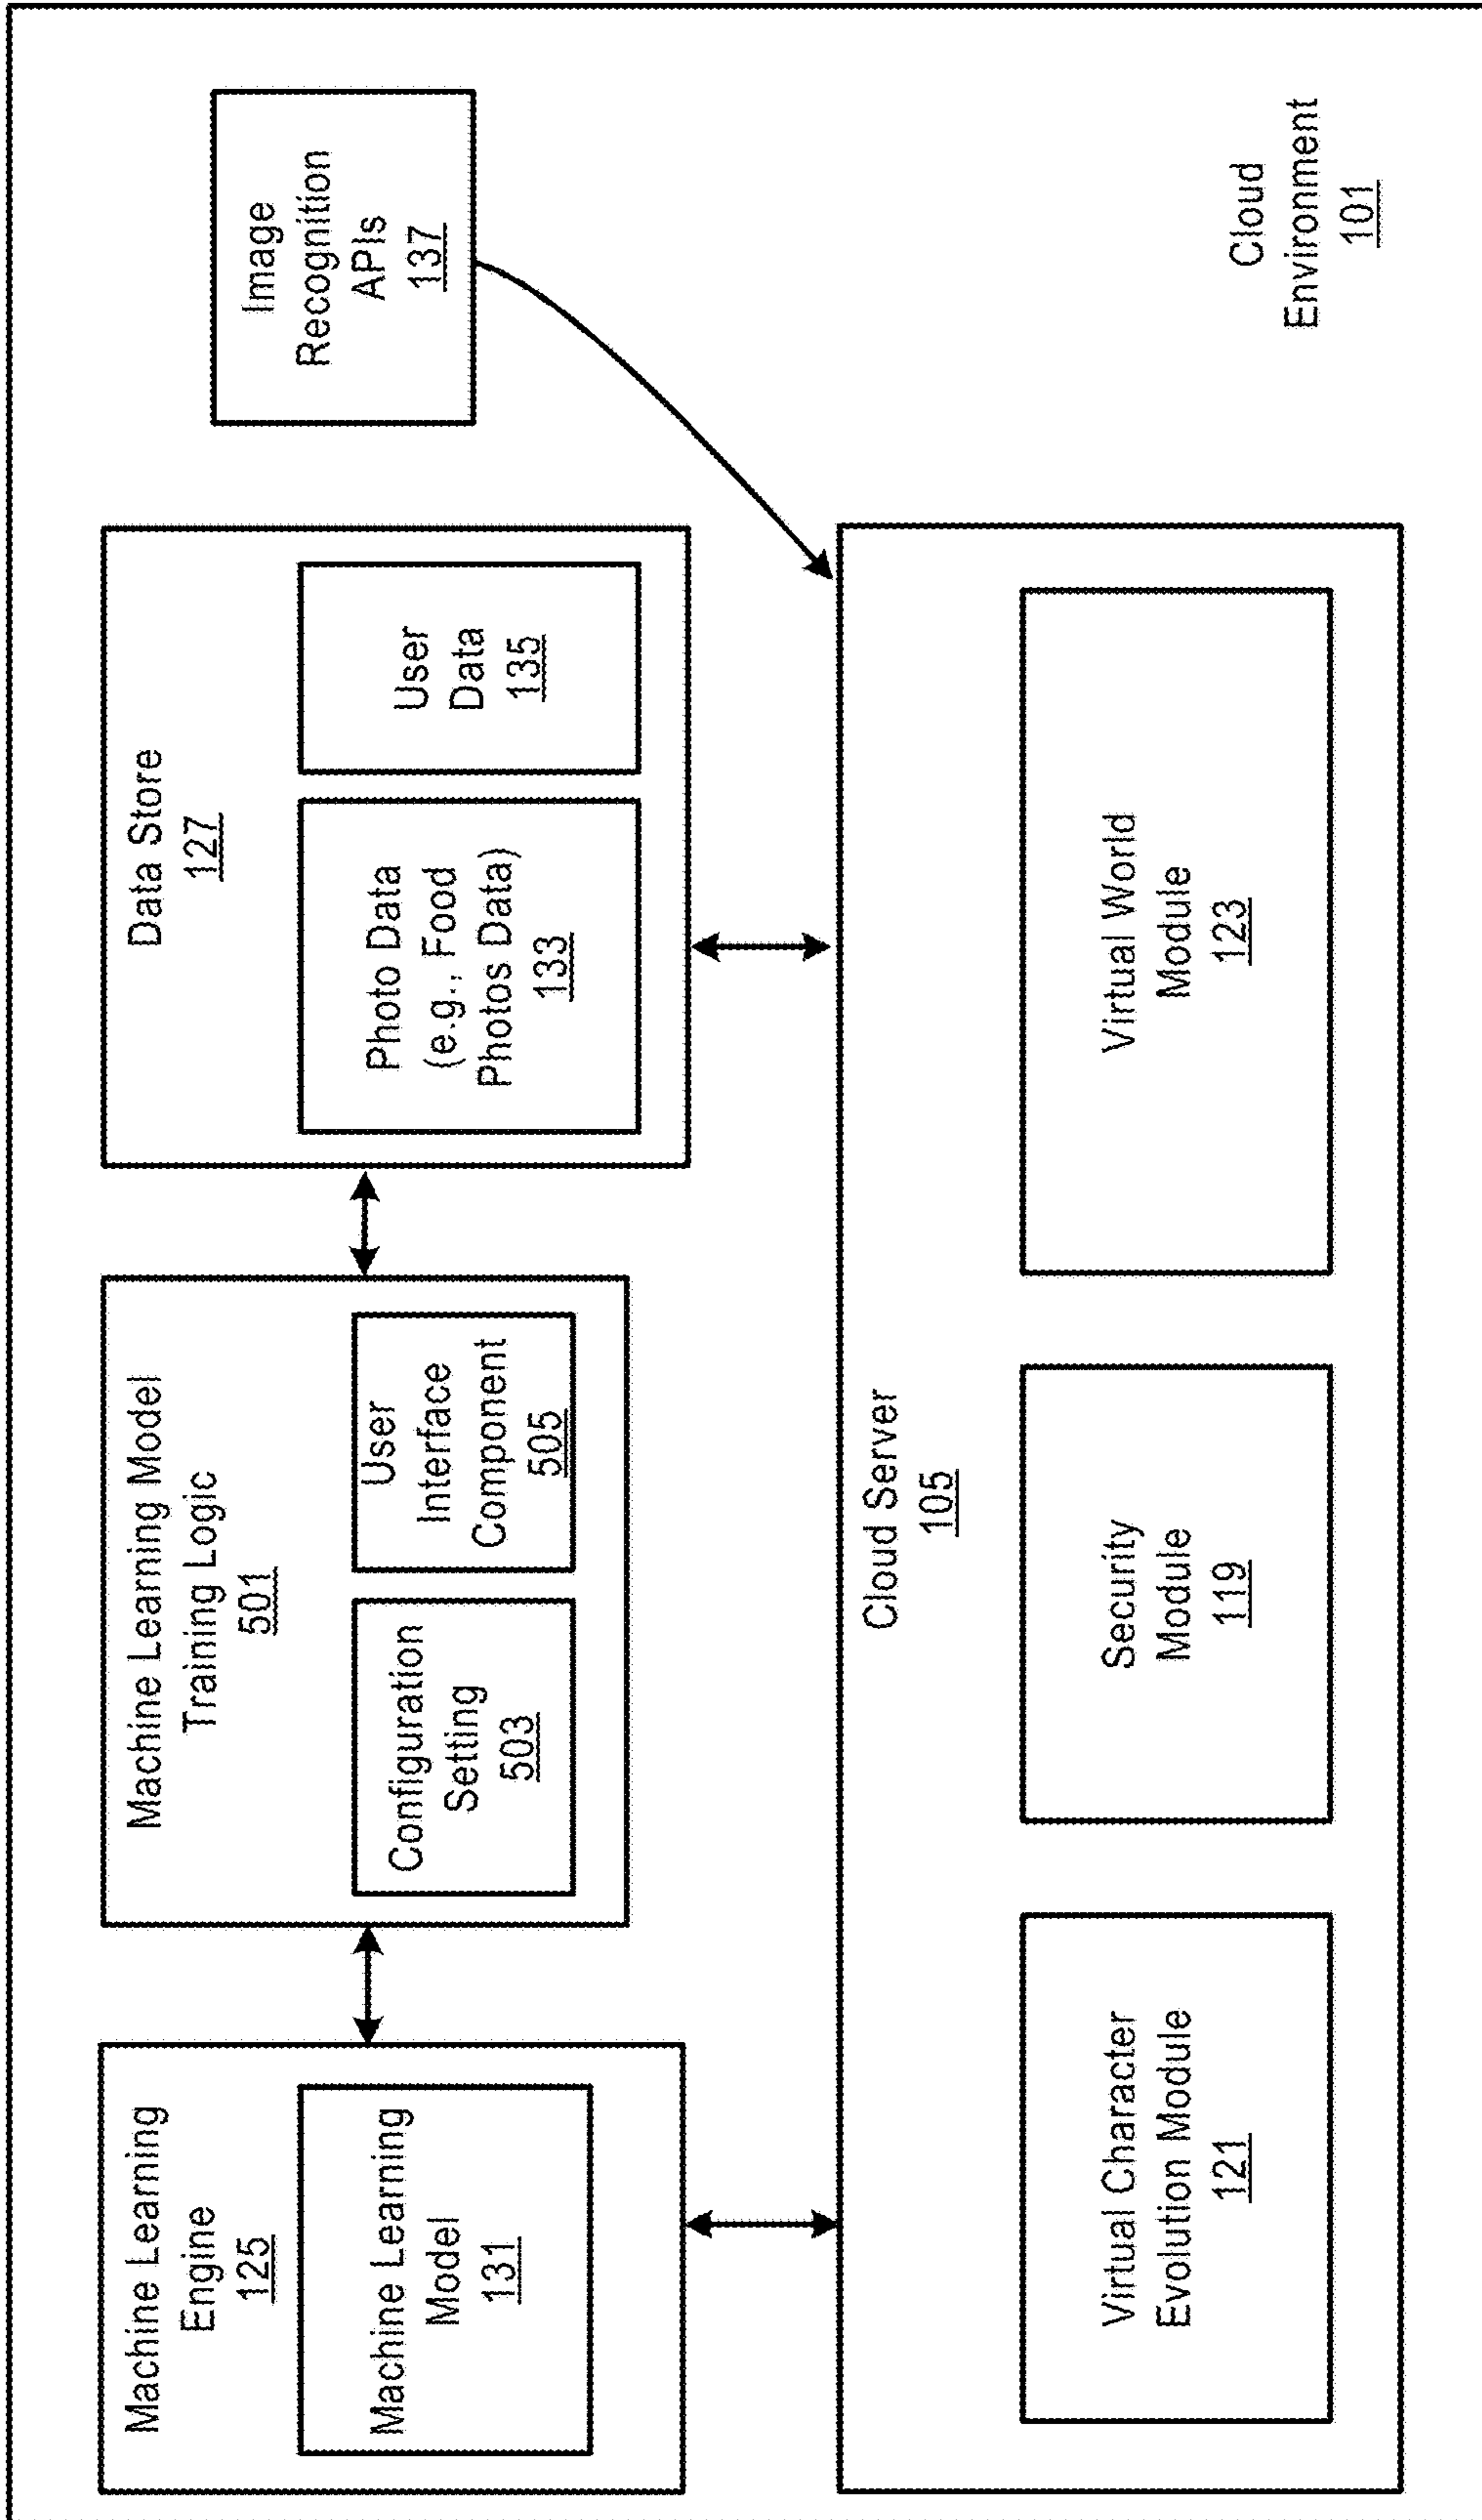 Machine Learning
Engine
125
Machine Learning
Model
131
Machine Learning Model
Training Logic
501
Configuration
Setting
503
User
Interface
Component
505
Data Store
127
Photo Data
(e.g., Food
Photos Data)
133
User
Data
135
Image
Recognition
APIs
137
Cloud Server
105
Virtual Character
Evolution Module
121
Security
Module
119
Virtual World
Module
123
Cloud
Environment
101